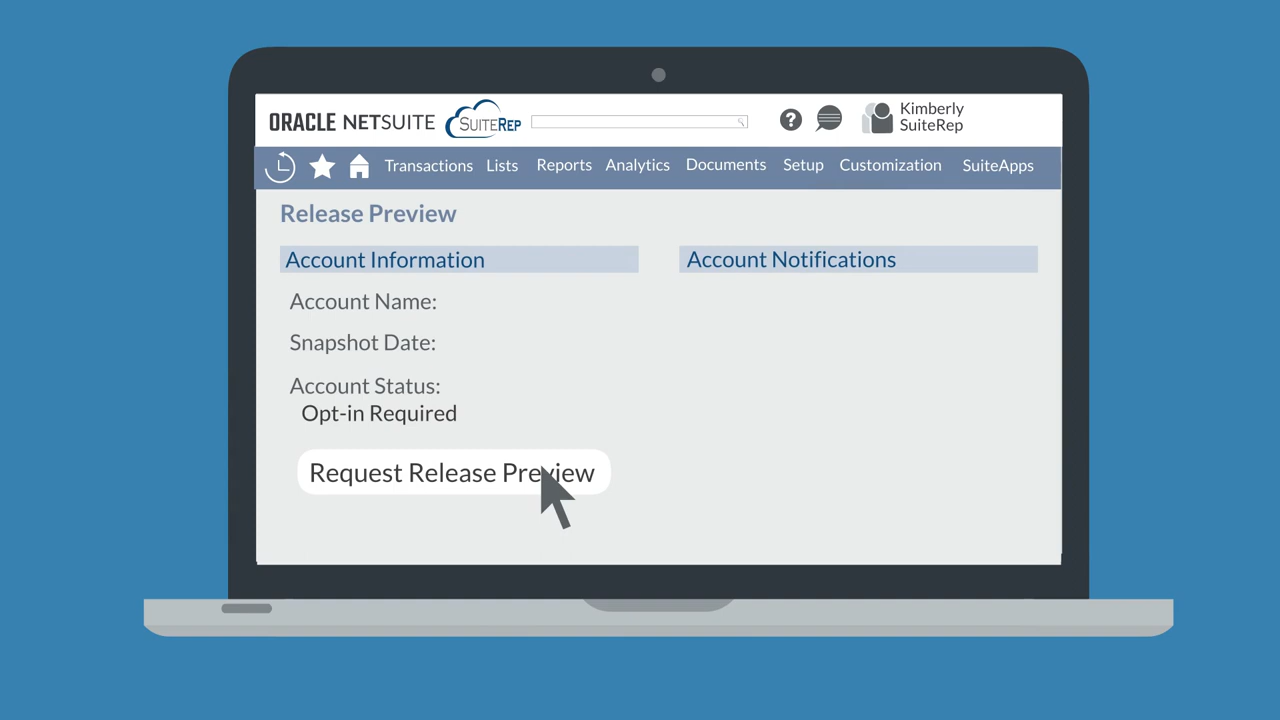 ORACLE NETSUITE SUITEREP
?
Kimberly
SuiteRep
Transactions Lists Reports Analytics Documents Setup Customization SuiteApps
Release Preview
Account Information
Account Notifications
Account Name:
Snapshot Date:
Account Status:
Opt-in Required
Request Release Preview